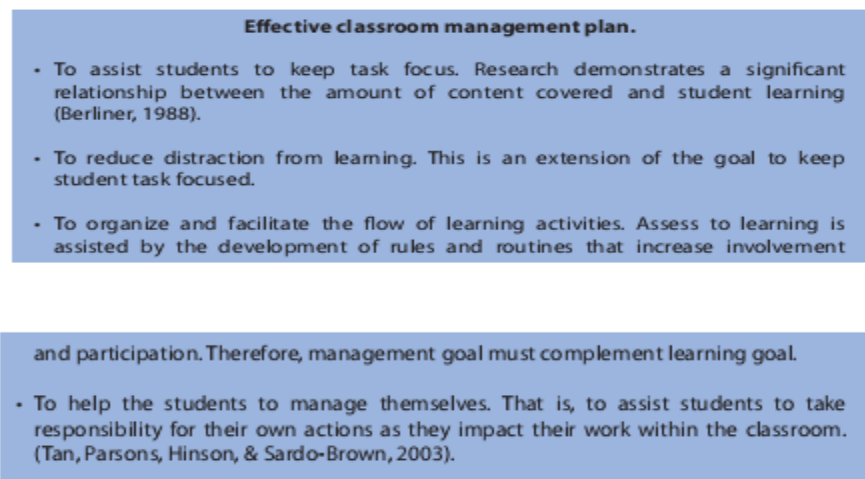 Effective classroom management plan.
• To assist students to keep task focus. Research demonstrates a significant
relationship between the amount of content covered and student learning
(Berliner, 1988).
• To reduce distraction from learning. This is an extension of the goal to keep
student task focused.
• To organize and facilitate the flow of learning activities. Assess to learning is
assisted by the development of rules and routines that increase involvement
and participation. Therefore, management goal must complement learning goal.
• To help the students to manage themselves. That is, to assist students to take
responsibility for their own actions as they impact their work within the classroom.
(Tan, Parsons, Hinson, & Sardo-Brown, 2003).